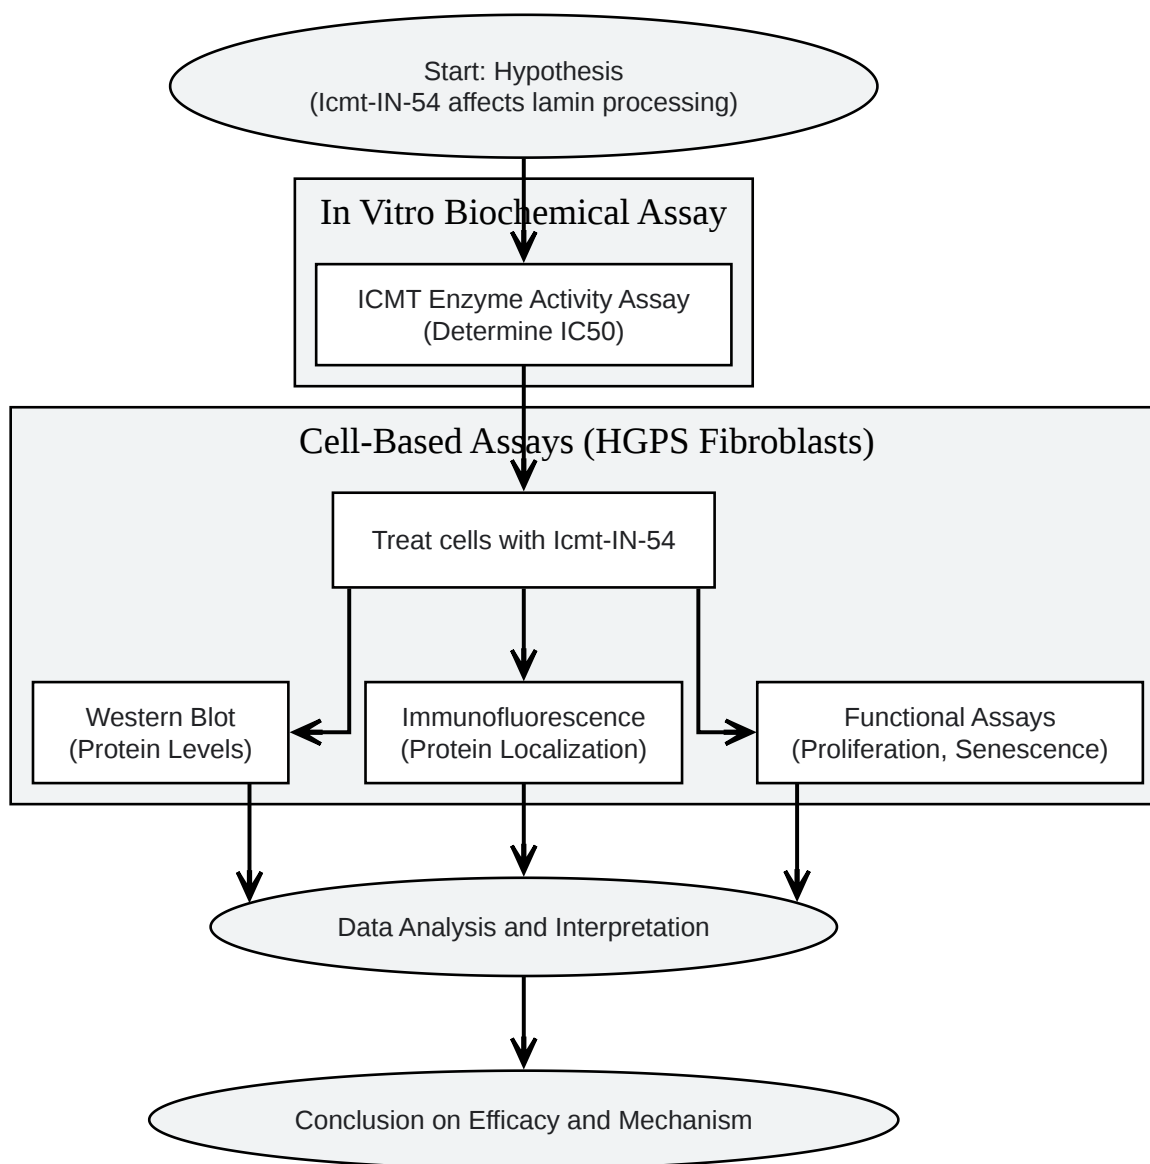 Start: Hypothesis
(Icmt-IN-54 affects lamin processing)
In Vitro Biochemical Assay
ICMT Enzyme Activity Assay
(Determine IC50)
Cell-Based Assays (HGPS Fibroblasts)
Treat cells with Icmt-IN-54
Western Blot
(Protein Levels)
Immunofluorescence
(Protein Localization)
Functional Assays
(Proliferation, Senescence)
Data Analysis and Interpretation
Conclusion on Efficacy and Mechanism